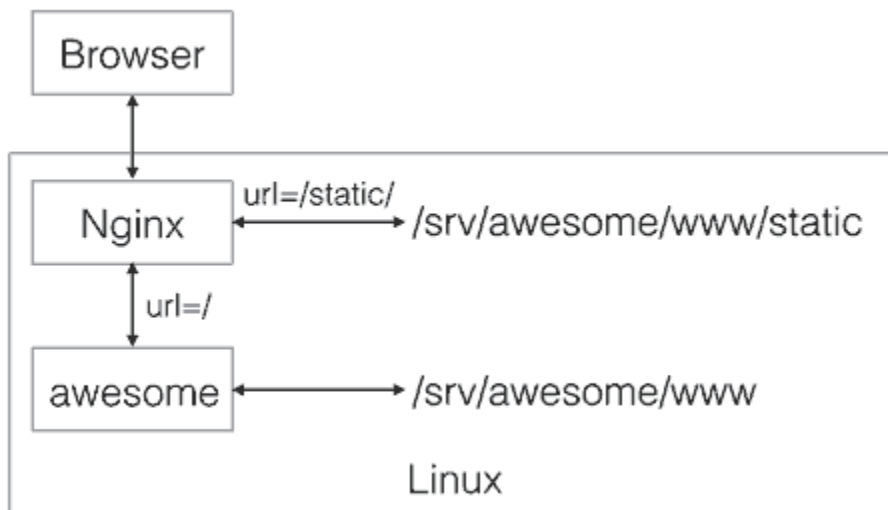 Browser
url=/static/
Nginx
/srv/awesome/www/static
url=/
awesome
/srv/awesome/www
Linux